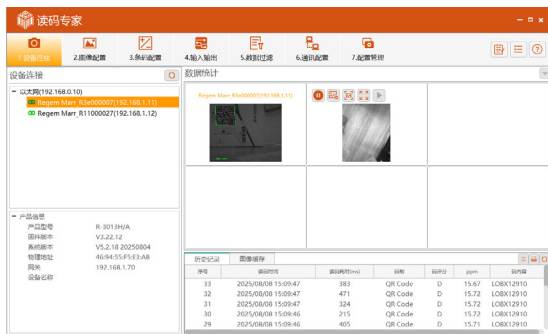 读码专家
1.设备连接
2.图像配置
3.条码配置
4.输入输出
5.数据过滤
6.通讯配置
7.配置管理
设备连接
数据统计
以太网(192.168.0.10)
Regem Marr_R3e000007(192.168.1.11)
Regem Marr_R11000027(192.168.1.12)
Regem Marr_R3e000007(192.168.1.11)
产品信息
产品型号 R-3013H/A
固件版本 V3.22.12
系统版本 V5.2.18 20250804
物理地址 46:94:55:F5:E3:A8
网关 192.168.1.70
设备名称
历史记录 图像缓存
序号 读码时间 读码耗时(ms) 码制 码评分 ppm 码内容
33 2025/08/08 15:09:47 383 QR Code D 15.67 LOBX12910
32 2025/08/08 15:09:47 471 QR Code D 15.72 LOBX12910
31 2025/08/08 15:09:47 324 QR Code D 15.72 LOBX12910
30 2025/08/08 15:09:46 215 QR Code D 15.72 LOBX12910
29 2025/08/08 15:09:46 405 QR Code D 15.71 LOBX12910